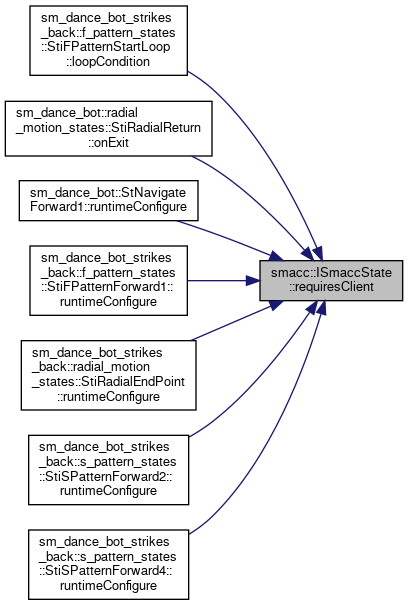 sm_dance_bot_strikes
_back::f_pattern_states
::StiFPatternStartLoop
::loopCondition
sm_dance_bot::radial
_motion_states::StiRadialReturn
::onExit
sm_dance_bot::StNavigate
Forward1::runtimeConfigure
sm_dance_bot_strikes
_back::f_pattern_states
::StiFPatternForward1::
runtimeConfigure
smacc::ISmaccState
::requiresClient
sm_dance_bot_strikes
_back::radial_motion
_states::StiRadialEndPoint
::runtimeConfigure
sm_dance_bot_strikes
_back::s_pattern_states
::StiSPatternForward2::
runtimeConfigure
sm_dance_bot_strikes
_back::s_pattern_states
::StiSPatternForward4::
runtimeConfigure